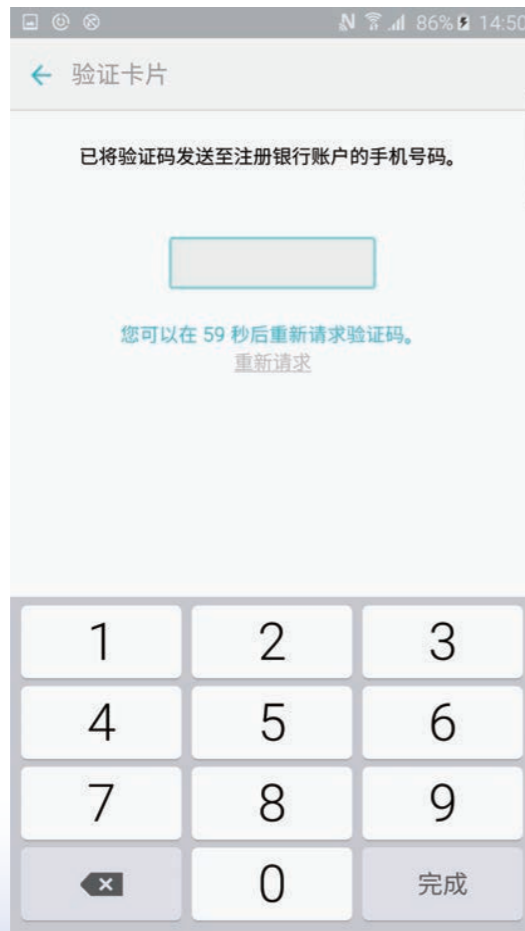 86% 14:50
验证卡片
已将验证码发送至注册银行账户的手机号码。
您可以在 59 秒后重新请求验证码。
重新请求
1 2 3
4 5 6
7 8 9
0 完成